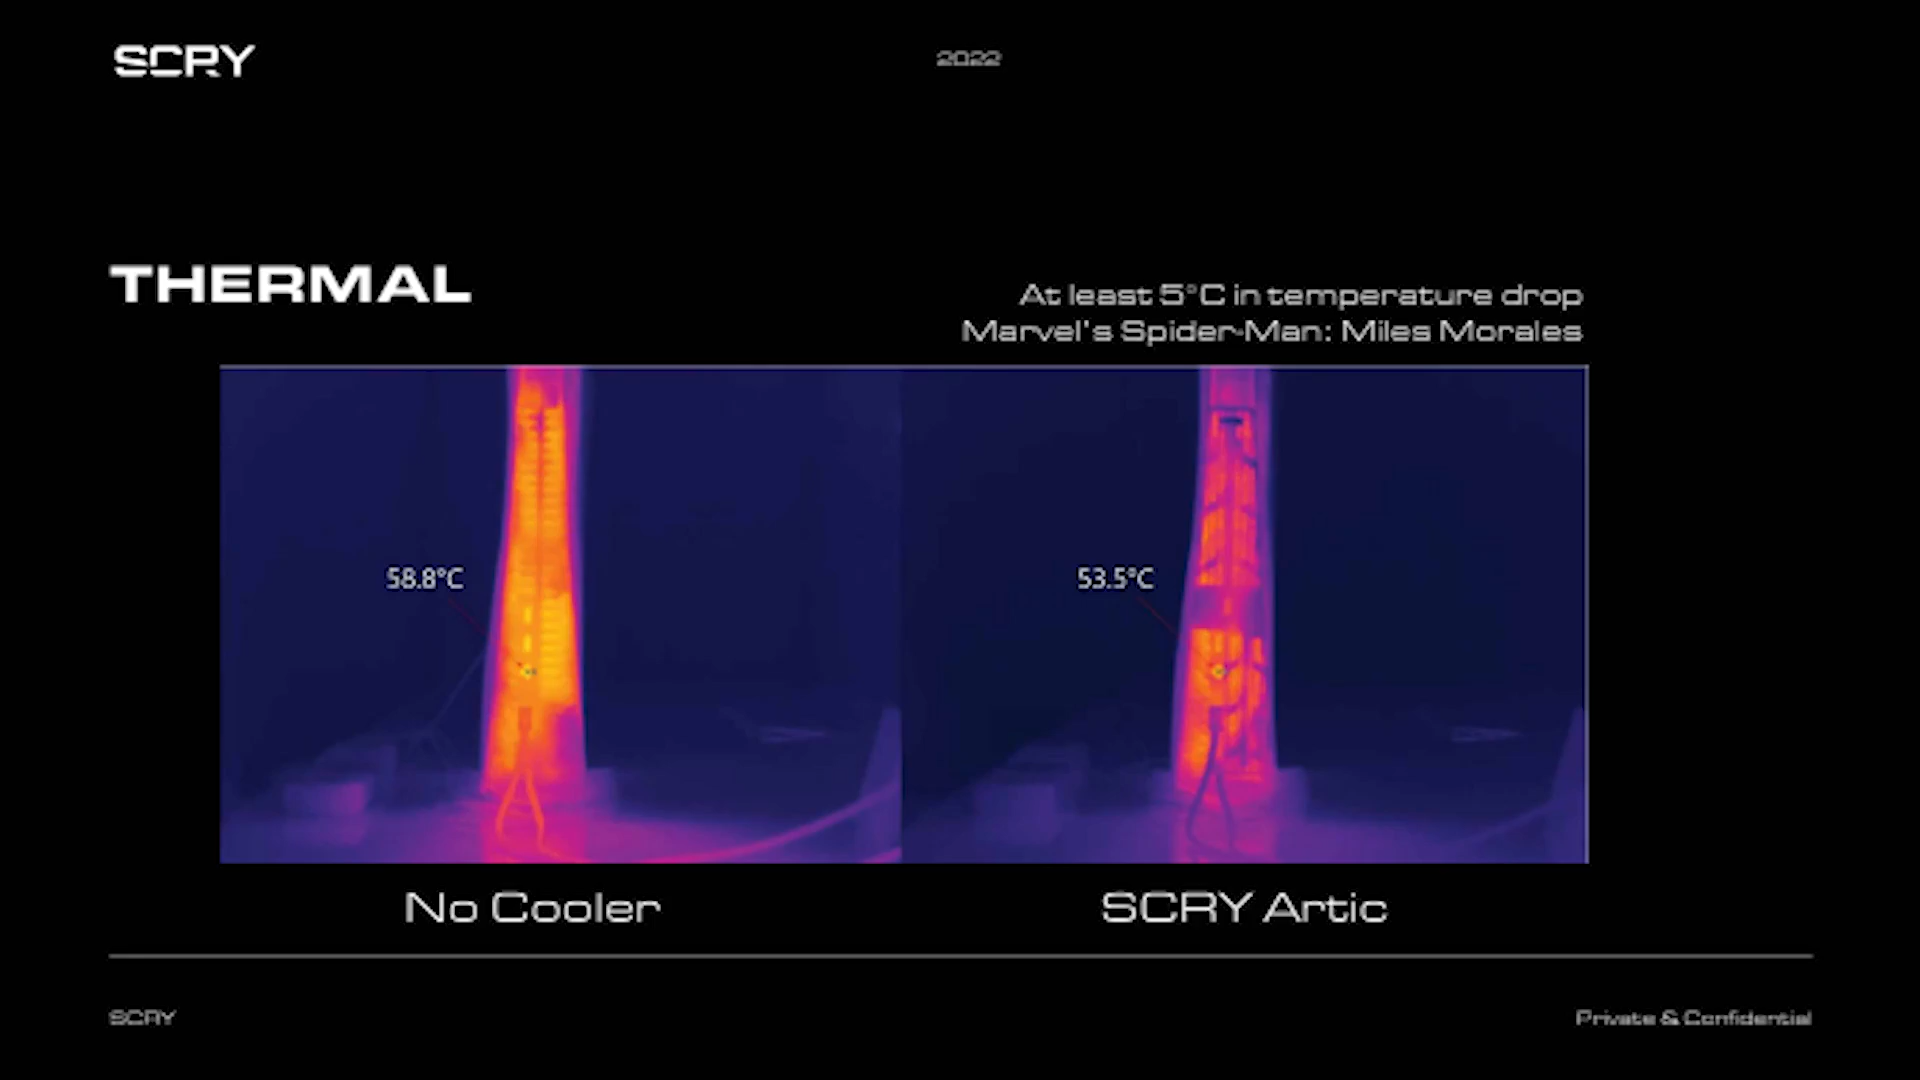 SCRY
2022
THERMAL
At least 5°C in temperature drop
Marvel's Spider-Man: Miles Morales
58.8°C
53.5°C
No Cooler
SCRY Artic
SCRY
Private & Confidential